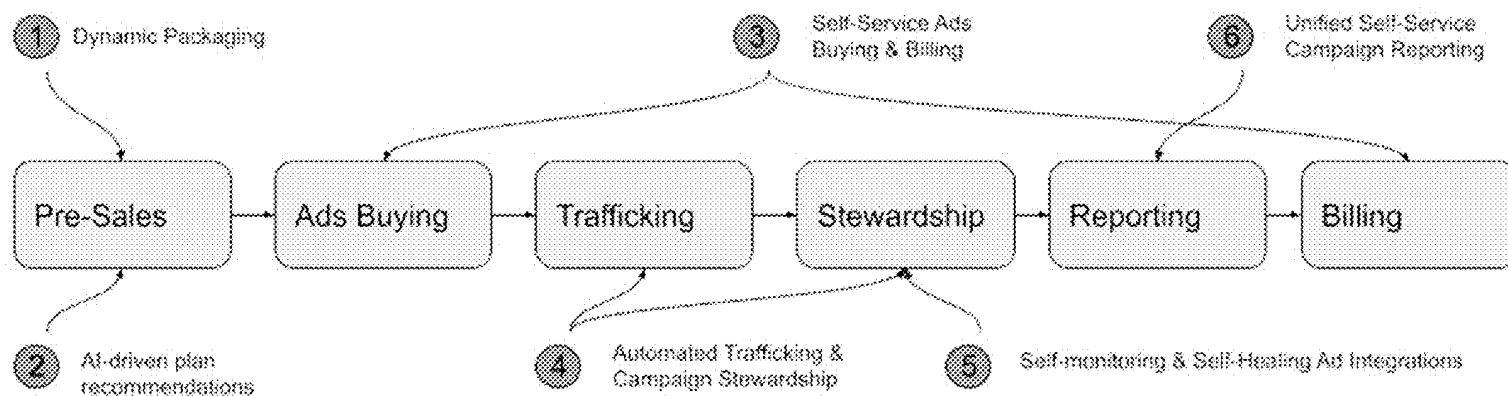 1 Dynamic Packaging
3 Self-Service Ads
Buying & Billing
6 Unified Self-Service
Campaign Reporting
Pre-Sales
Ads Buying
Trafficking
Stewardship
Reporting
Billing
2 AI-driven plan
recommendations
4 Automated Trafficking &
Campaign Stewardship
5 Self-monitoring & Self-Healing Ad Integrations